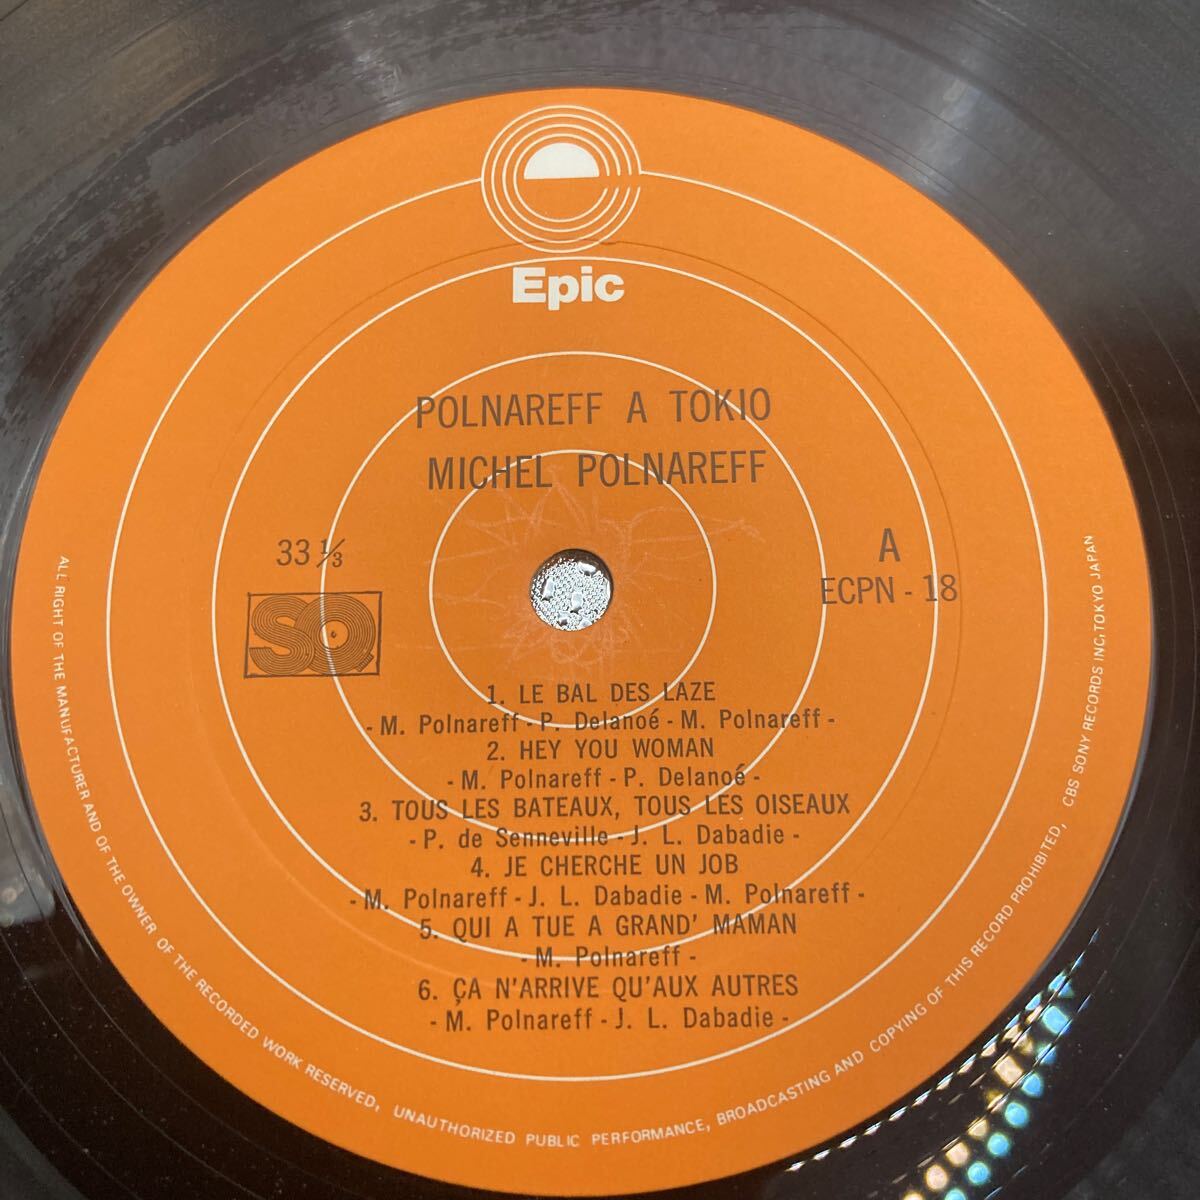 Epic
POLNAREFF A TOKIO
MICHEL POLNAREFF
33 1/3
SQ
A
ECPN - 18
1. LE BAL DES LAZE
- M. Polnareff - P. Delanoé - M. Polnareff -
2. HEY YOU WOMAN
- M. Polnareff - P. Delanoé -
3. TOUS LES BATEAUX, TOUS LES OISEAUX
- P. de Senneville - J. L. Dabadie -
4. JE CHERCHE UN JOB
- M. Polnareff - J. L. Dabadie - M. Polnareff -
5. QUI A TUE A GRAND' MAMAN
- M. Polnareff -
6. ÇA N'ARRIVE QU'AUX AUTRES
- M. Polnareff - J. L. Dabadie -
ALL RIGHT OF THE MANUFACTURER AND OF THE OWNER OF THE RECORDED WORK RESERVED, UNAUTHORIZED PUBLIC PERFORMANCE, BROADCASTING AND COPYING OF THIS RECORD PROHIBITED, CBS SONY RECORDS INC, TOKYO JAPAN